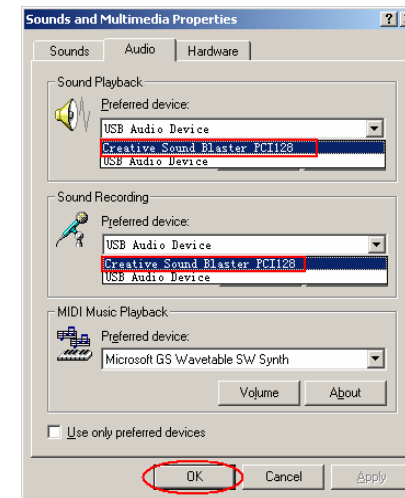 Sounds and Multimedia Properties
Sounds
Audio
Hardware
Sound Playback
Preferred device:
USB Audio Device
Creative Sound Blaster PCI128
USB Audio Device
Sound Recording
Preferred device:
USB Audio Device
Creative Sound Blaster PCI128
USB Audio Device
MIDI Music Playback
Preferred device:
Microsoft GS Wavetable SW Synth
Volume
About
Use only preferred devices
OK
Cancel
Apply